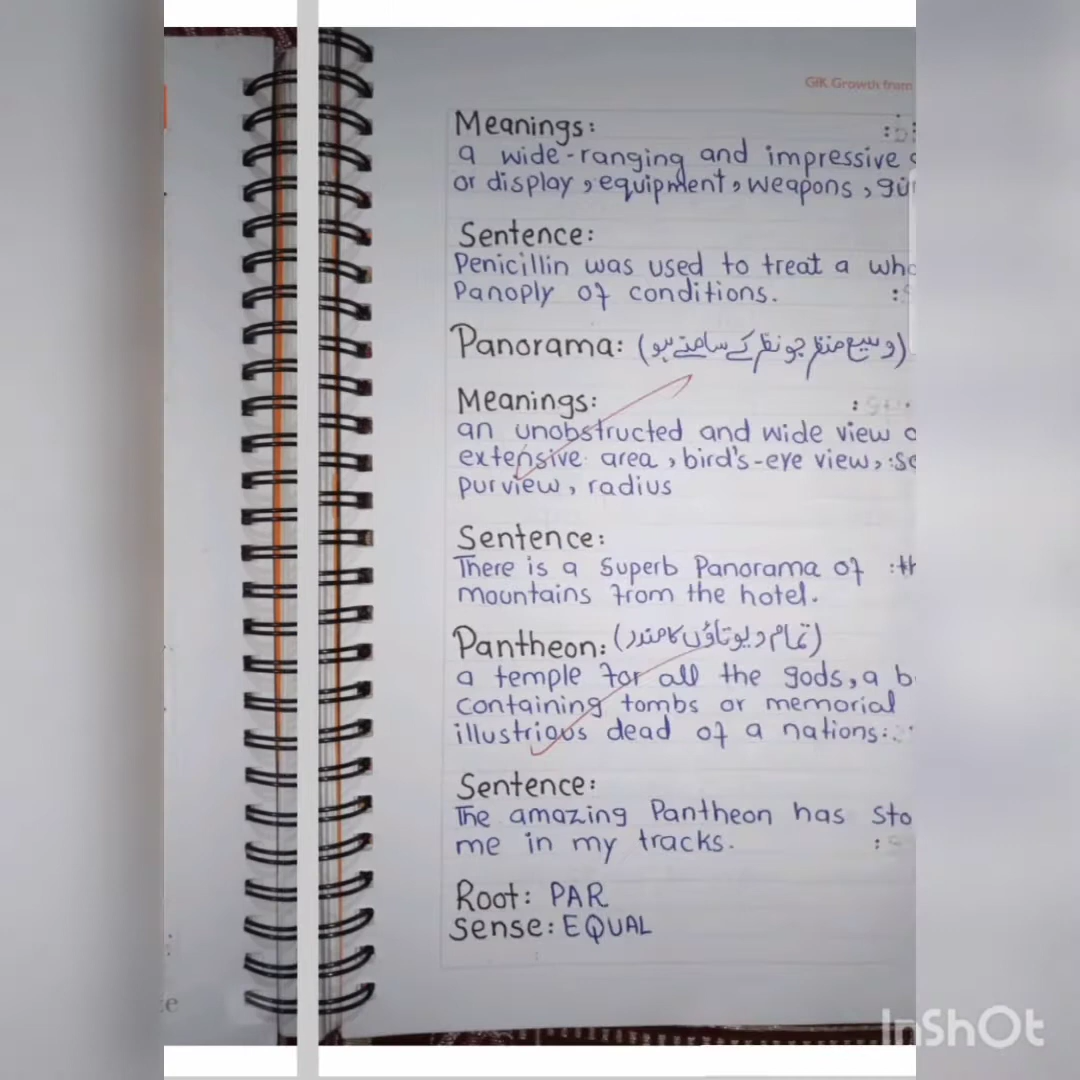 GIK Growth from
Meanings:
a wide-ranging and impressive
or display, equipment, weapons,
Sentence:
Penicillin was used to treat a
Panoply of conditions.
Panorama: (وسیع منظر جو نظر کے سامنے ہو)
Meanings:
an unobstructed and wide view
extensive area, bird's-eye view,
purview, radius
Sentence:
There is a superb Panorama of
mountains from the hotel.
Pantheon: (تمام دیوتاؤں کا مندر)
a temple for all the gods, a
containing tombs or memorial
illustrious dead of a nations.
Sentence:
The amazing Pantheon has
me in my tracks.
Root: PAR
Sense: EQUAL
InShOt